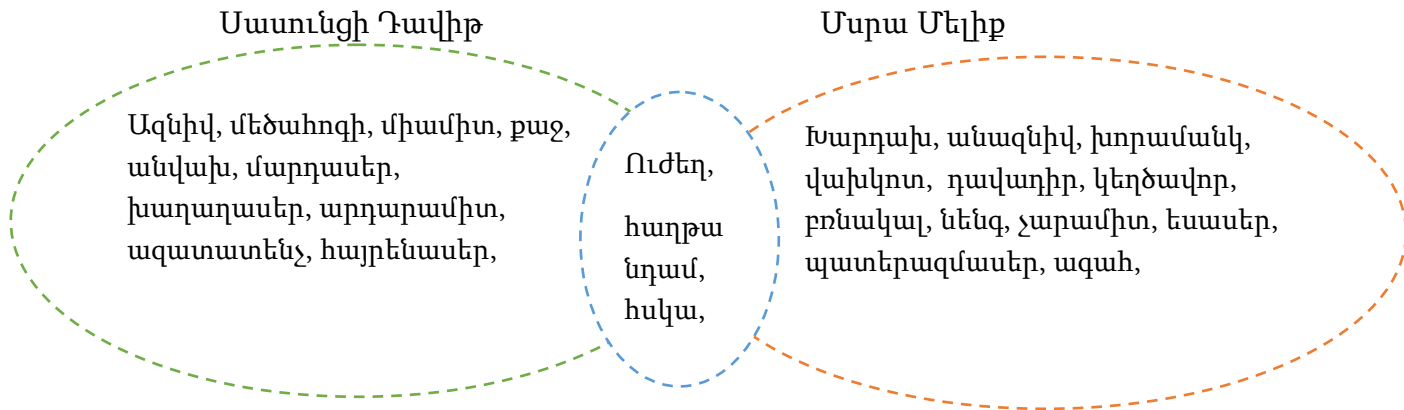 Սասունցի Դավիթ
Մսրա Մելիք
Ազնիվ, մեծահոգի, միամիտ, քաջ,
անվախ, մարդասեր,
խաղաղասեր, արդարամիտ,
ազատատենչ, հայրենասեր,
Ուժեղ,
հաղթա
նդամ,
հսկա,
Խարդախ, անազնիվ, խորամանկ,
վախկոտ, դավադիր, կեղծավոր,
բռնակալ, նենգ, չարամիտ, եսասեր,
պատերազմասեր, ագահ,